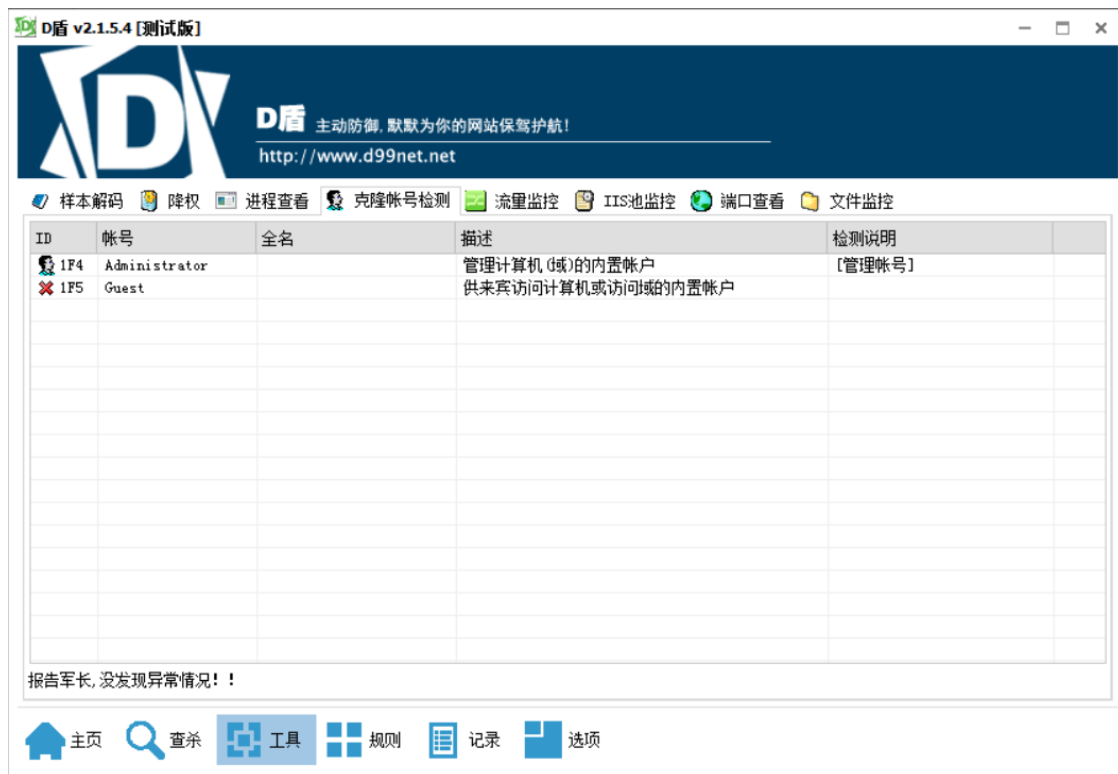 D盾 v2.1.5.4 [测试版]
D盾 主动防御,默默为你的网站保驾护航!
http://www.d99net.net
样本解码 降权 进程查看 克隆帐号检测 流量监控 IIS池监控 端口查看 文件监控
ID 帐号 全名 描述 检测说明
1F4 Administrator 管理计算机(域)的内置帐户 [管理帐号]
1F5 Guest 供来宾访问计算机或访问域的内置帐户
报告军长,没发现异常情况!!
主页 查杀 工具 规则 记录 选项